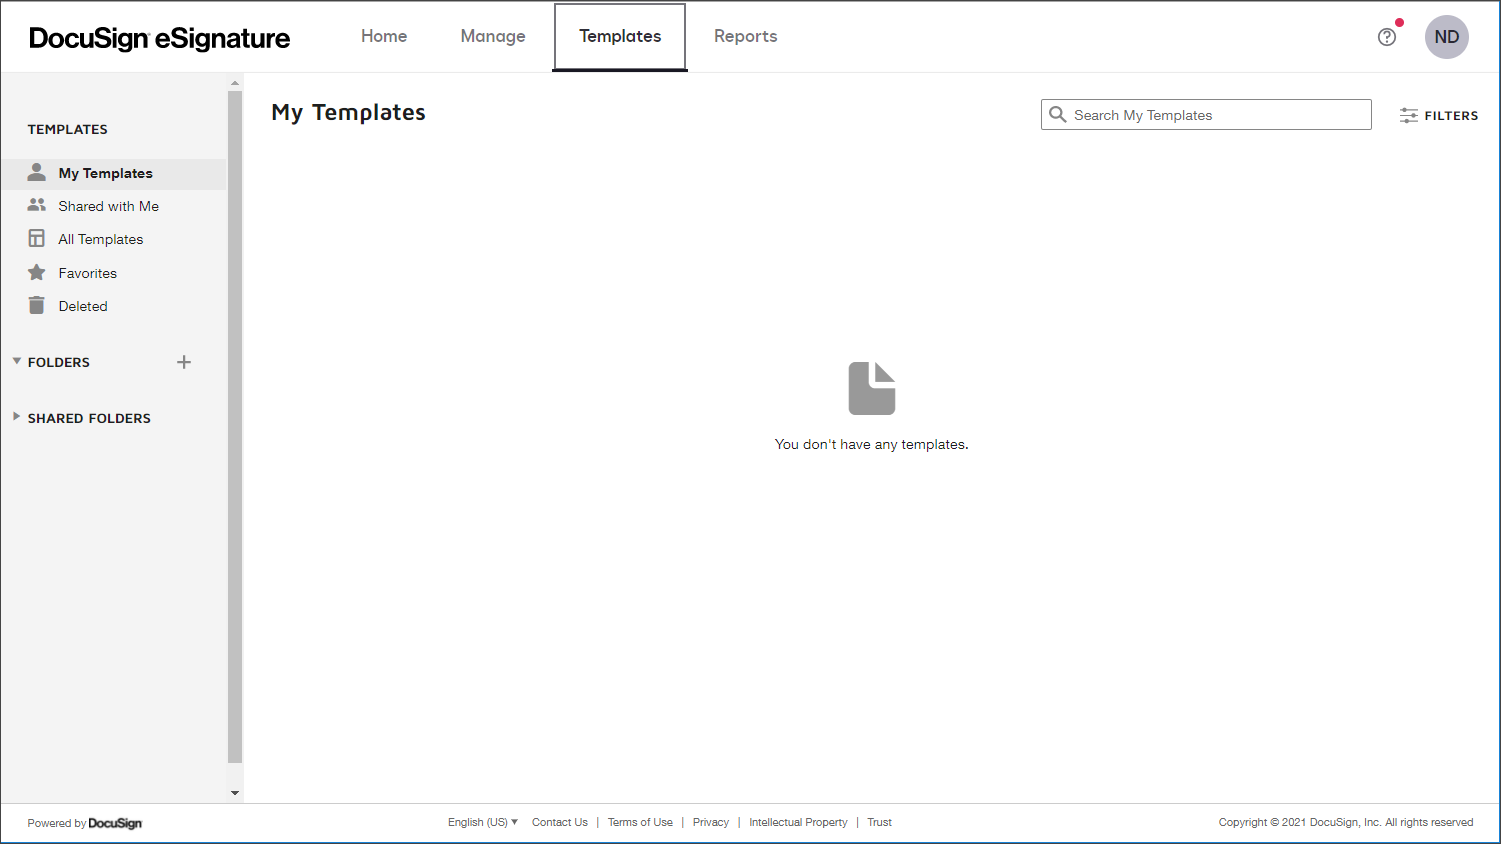 DocuSign eSignature
Home
Manage
Templates
Reports
ND
TEMPLATES
My Templates
Shared with Me
All Templates
Favorites
Deleted
FOLDERS
SHARED FOLDERS
My Templates
Search My Templates
FILTERS
You don't have any templates.
Powered by DocuSign
English (US) ▼ Contact Us | Terms of Use | Privacy | Intellectual Property | Trust
Copyright © 2021 DocuSign, Inc. All rights reserved